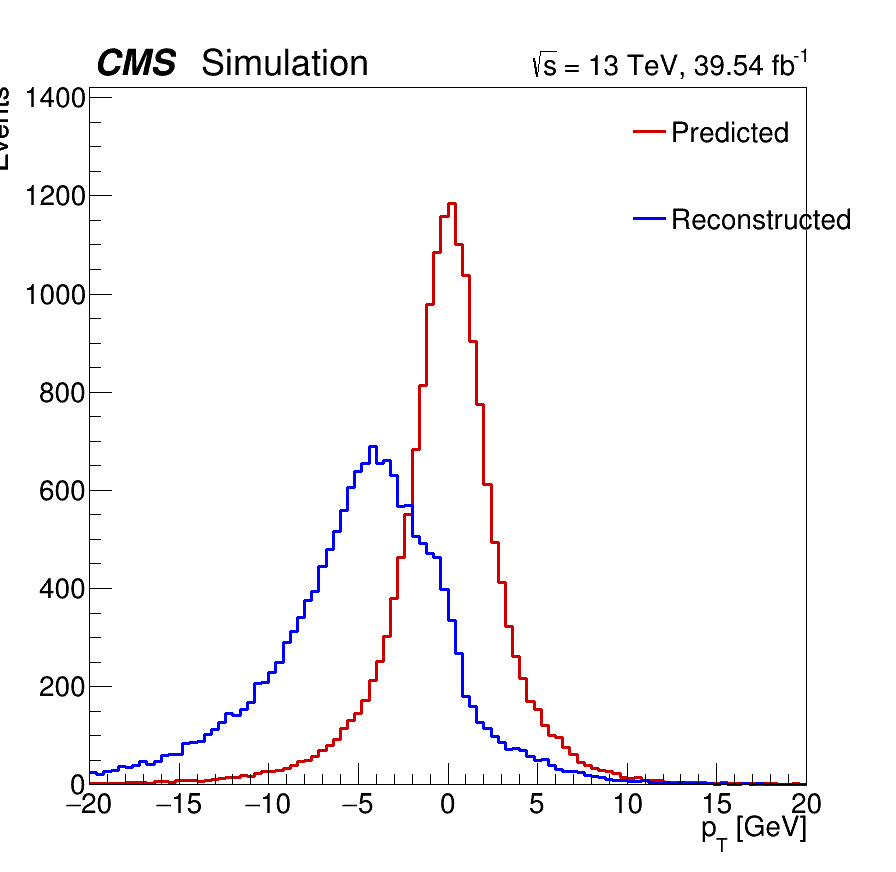 CMS Simulation
√s = 13 TeV, 39.54 fb⁻¹
Events
1400
1200
1000
800
600
400
200
0
Predicted
Reconstructed
−20 −15 −10 −5 0 5 10 15 20
p_T [GeV]